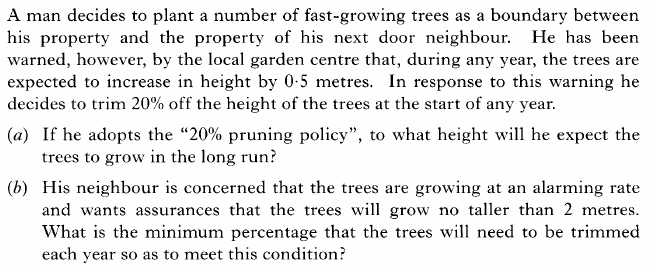 A man decides to plant a number of fast-growing trees as a boundary between
his property and the property of his next door neighbour. He has been
warned, however, by the local garden centre that, during any year, the trees are
expected to increase in height by 0·5 metres. In response to this warning he
decides to trim 20% off the height of the trees at the start of any year.
(a) If he adopts the “20% pruning policy”, to what height will he expect the
trees to grow in the long run?
(b) His neighbour is concerned that the trees are growing at an alarming rate
and wants assurances that the trees will grow no taller than 2 metres.
What is the minimum percentage that the trees will need to be trimmed
each year so as to meet this condition?